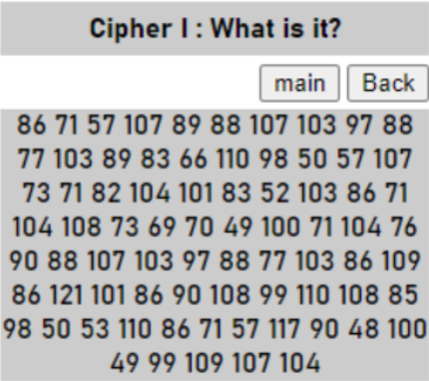 Cipher I : What is it?
main Back
86 71 57 107 89 88 107 103 97 88
77 103 89 83 66 110 98 50 57 107
73 71 82 104 101 83 52 103 86 71
104 108 73 69 70 49 100 71 104 76
90 88 107 103 97 88 77 103 86 109
86 121 101 86 90 108 99 110 108 85
98 50 53 110 86 71 57 117 90 48 100
49 99 109 107 104